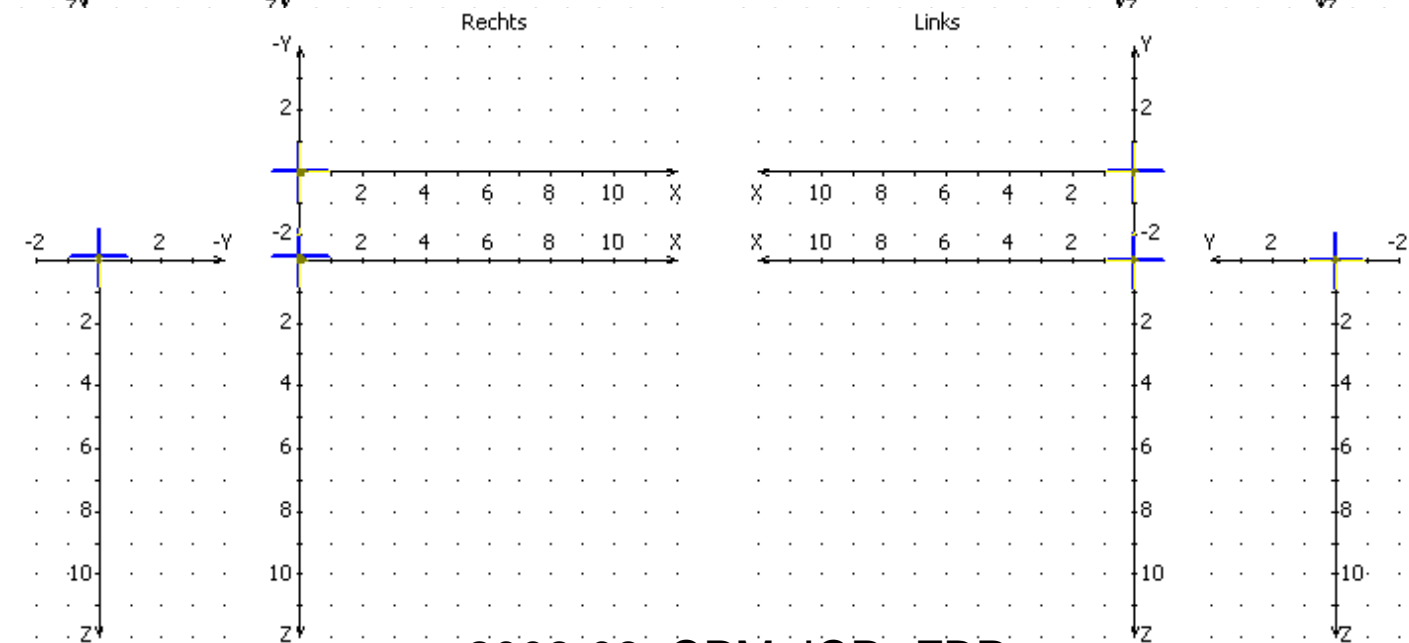 Rechts Links
-Y Y
2 2
2 4 6 8 10 X X 10 8 6 4 2
-2 2 -Y -2 2 4 6 8 10 X X 10 8 6 4 2 -2 Y 2 -2
2 2 2 2
4 4 4 4
6 6 6 6
8 8 8 8
10 10 10 10
Z Z Z Z